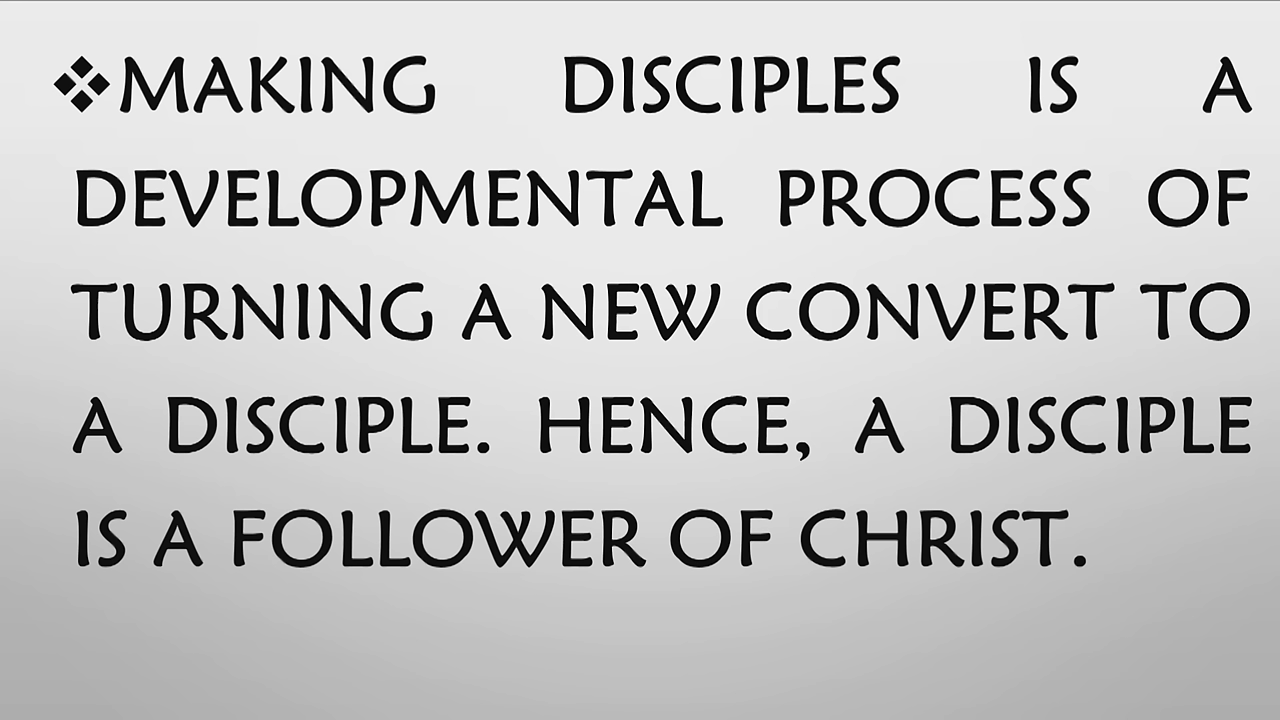 ❖MAKING DISCIPLES IS A
DEVELOPMENTAL PROCESS OF
TURNING A NEW CONVERT TO
A DISCIPLE. HENCE, A DISCIPLE
IS A FOLLOWER OF CHRIST.